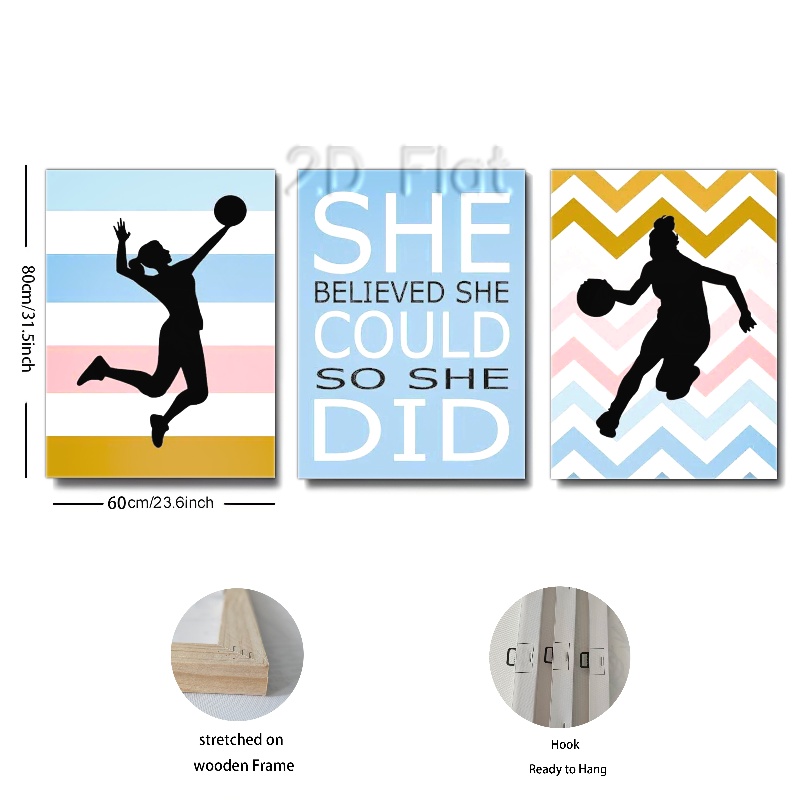 2D Flat
SHE
BELIEVED SHE
COULD
SO SHE
DID
80cm/31.5inch
60cm/23.6inch
stretched on
wooden Frame
Hook
Ready to Hang